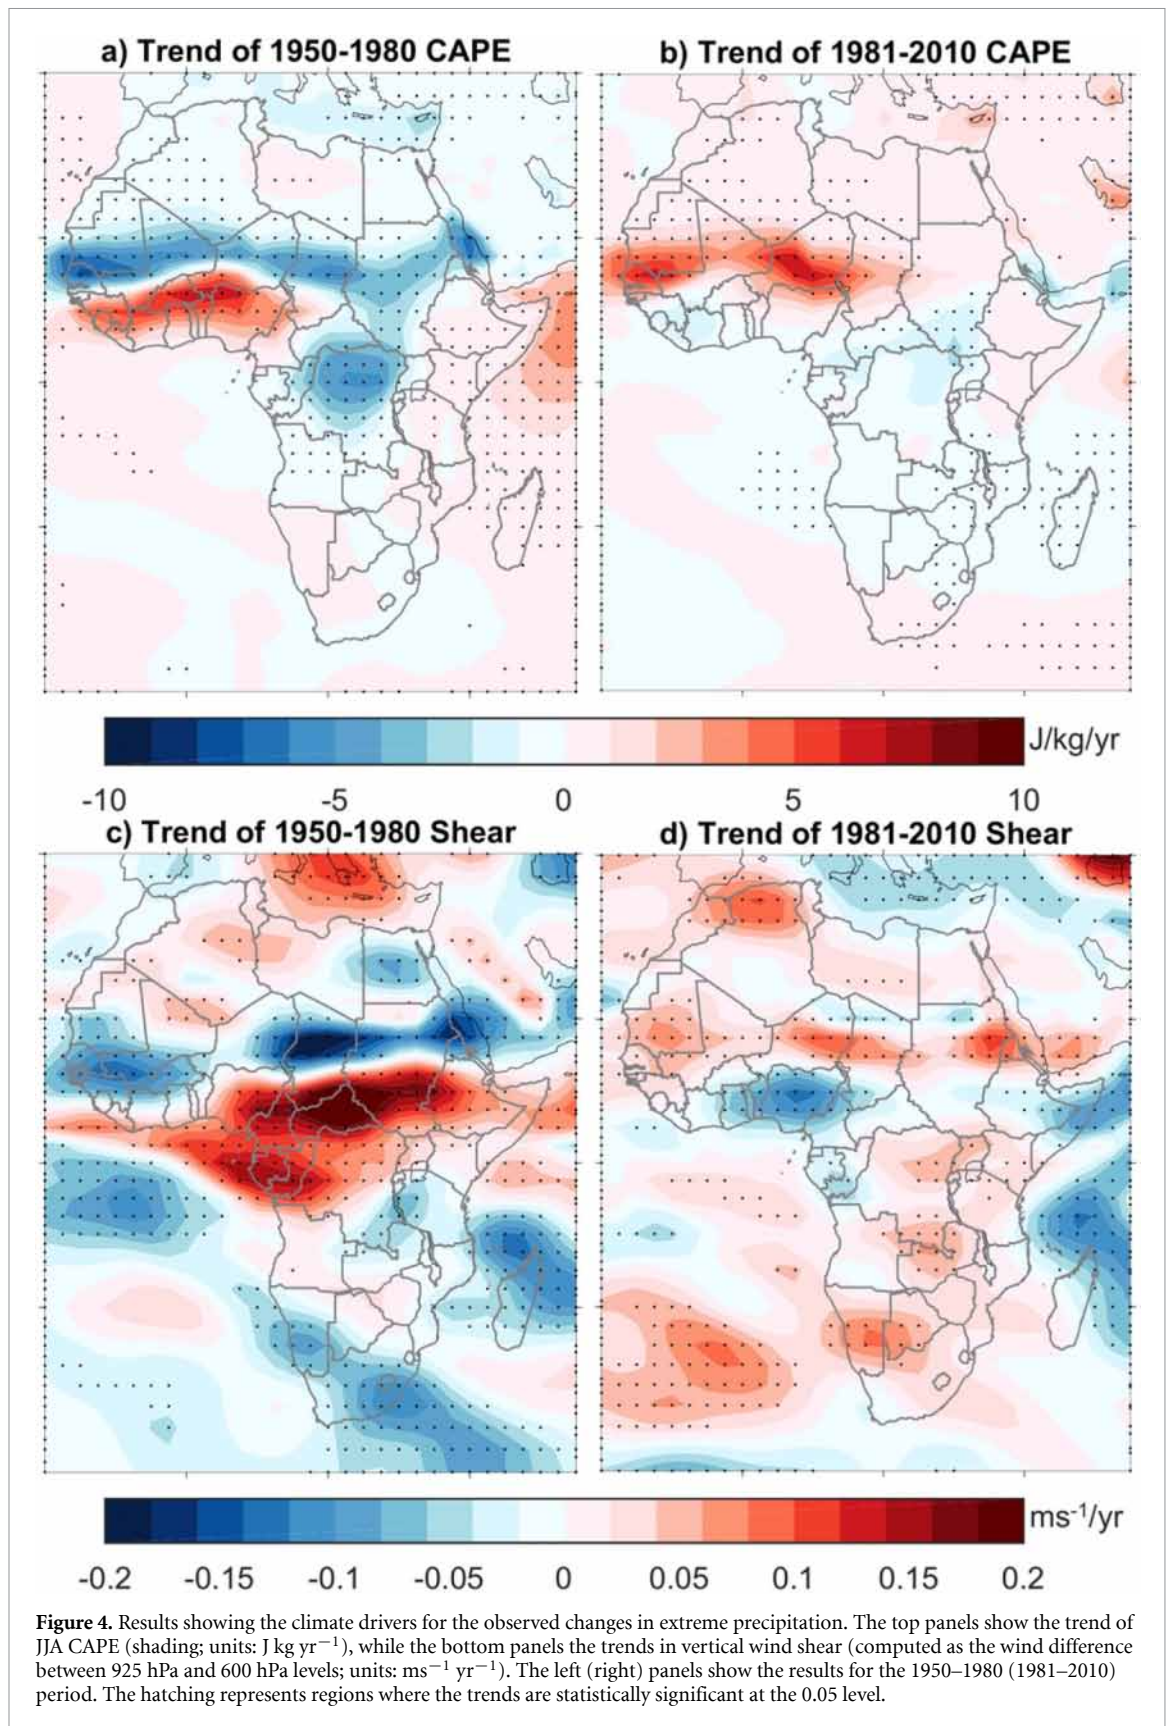 a) Trend of 1950-1980 CAPE
b) Trend of 1981-2010 CAPE
J/kg/yr
-10 -5 0 5 10
c) Trend of 1950-1980 Shear
d) Trend of 1981-2010 Shear
ms-1/yr
-0.2 -0.15 -0.1 -0.05 0 0.05 0.1 0.15 0.2
Figure 4. Results showing the climate drivers for the observed changes in extreme precipitation. The top panels show the trend of
JJA CAPE (shading; units: J kg yr−1), while the bottom panels the trends in vertical wind shear (computed as the wind difference
between 925 hPa and 600 hPa levels; units: ms−1 yr−1). The left (right) panels show the results for the 1950–1980 (1981–2010)
period. The hatching represents regions where the trends are statistically significant at the 0.05 level.